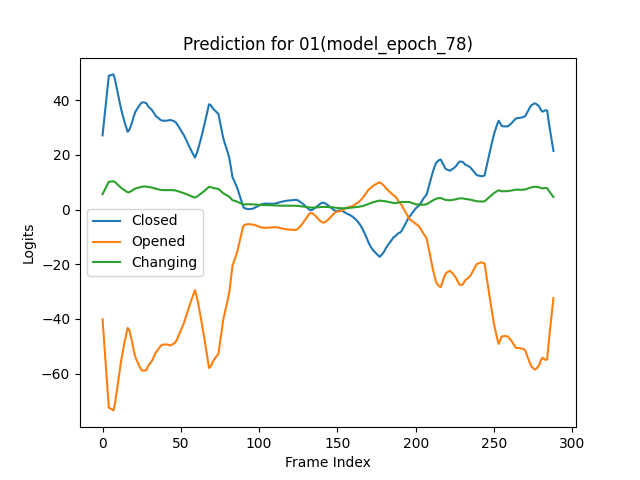 Prediction for 01(model_epoch_78)
Logits
40
20
0
−20
−40
−60
Closed
Opened
Changing
0
50
100
150
200
250
300
Frame Index